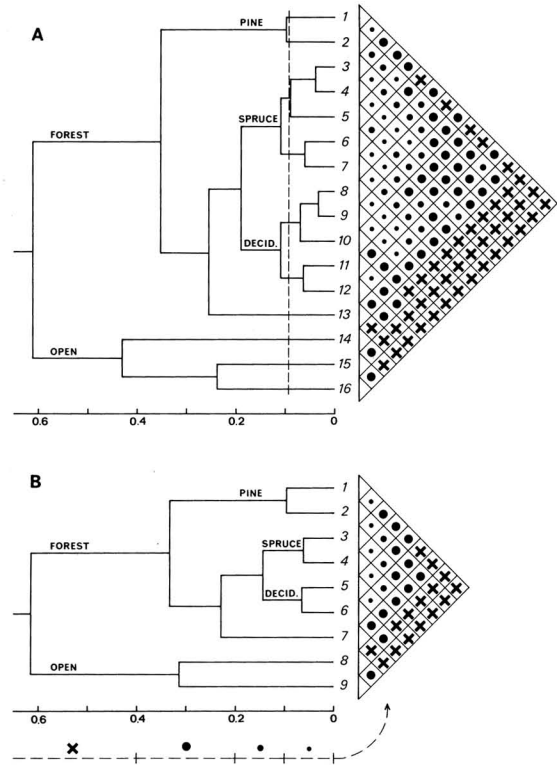 A
PINE
1
2
3
4
SPRUCE
5
FOREST
6
7
8
9
DECID.
10
11
12
13
14
OPEN
15
16
0.6 0.4 0.2 0
B
PINE
1
2
SPRUCE
3
FOREST
4
DECID.
5
6
7
8
OPEN
9
0.6 0.4 0.2 0